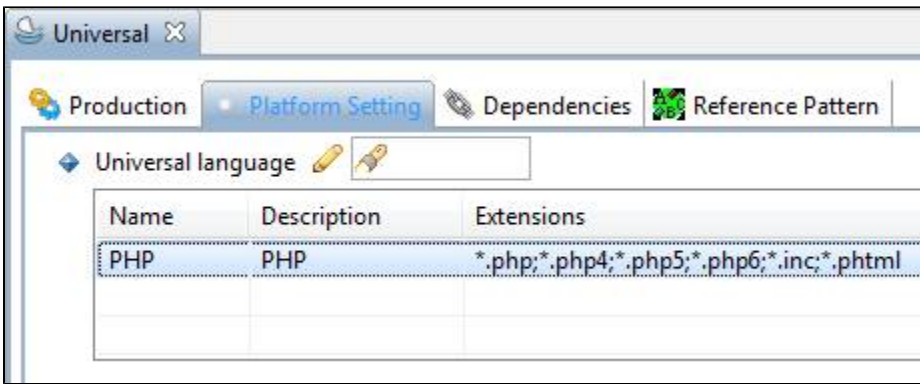 Universal
Production Platform Setting Dependencies Reference Pattern
Universal language
Name Description Extensions
PHP PHP *.php;*.php4;*.php5;*.php6;*.inc;*.phtml